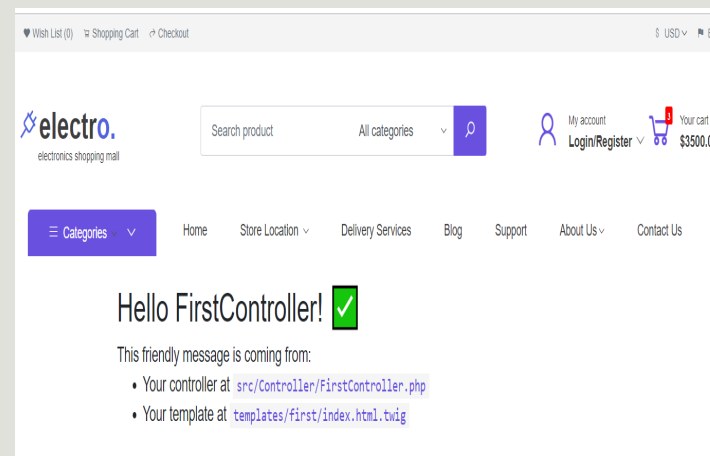 Wish List (0) Shopping Cart Checkout $ USD
electro.
electronics shopping mall
Search product All categories
My account
Login/Register
3
Your cart
$3500.0
Categories Home Store Location Delivery Services Blog Support About Us Contact Us
Hello FirstController! ✅
This friendly message is coming from:
• Your controller at src/Controller/FirstController.php
• Your template at templates/first/index.html.twig